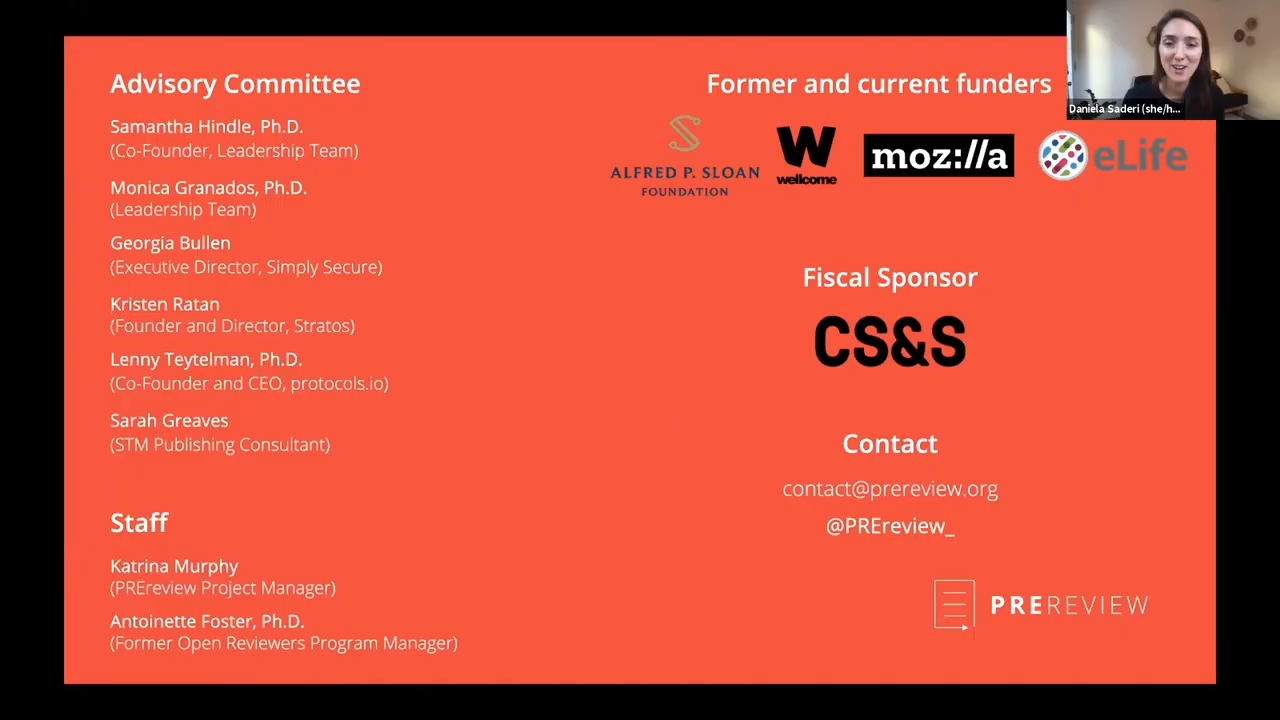 Advisory Committee
Samantha Hindle, Ph.D.
(Co-Founder, Leadership Team)
Monica Granados, Ph.D.
(Leadership Team)
Georgia Bullen
(Executive Director, Simply Secure)
Kristen Ratan
(Founder and Director, Stratos)
Lenny Teytelman, Ph.D.
(Co-Founder and CEO, protocols.io)
Sarah Greaves
(STM Publishing Consultant)
Staff
Katrina Murphy
(PREreview Project Manager)
Antoinette Foster, Ph.D.
(Former Open Reviewers Program Manager)
Former and current funders
ALFRED P. SLOAN
FOUNDATION
W
wellcome
moz://a
eLife
Fiscal Sponsor
CS&S
Contact
contact@prereview.org
@PREreview_
PREREVIEW
Daniela Saderi (she/h...